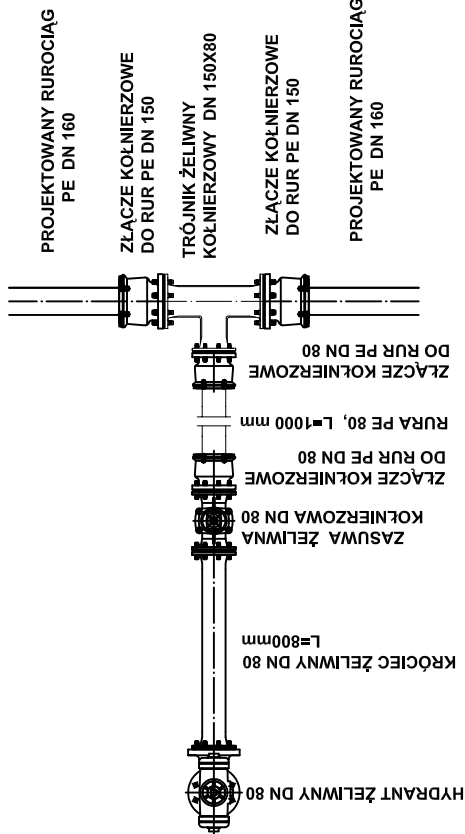 PROJEKTOWANY RUROCIĄG
PE DN 160
ZŁĄCZE KOŁNIERZOWE
DO RUR PE DN 150
TRÓJNIK ŻELIWNY
KOŁNIERZOWY DN 150X80
ZŁĄCZE KOŁNIERZOWE
DO RUR PE DN 150
PROJEKTOWANY RUROCIĄG
PE DN 160
ZŁĄCZE KOŁNIERZOWE
DO RUR PE DN 80
RURA PE 80, L=1000 mm
ZŁĄCZE KOŁNIERZOWE
DO RUR PE DN 80
ZASUWA ŻELIWNA
KOŁNIERZOWA DN 80
KRÓCIEC ŻELIWNY DN 80
L=800mm
HYDRANT ŻELIWNY DN 80